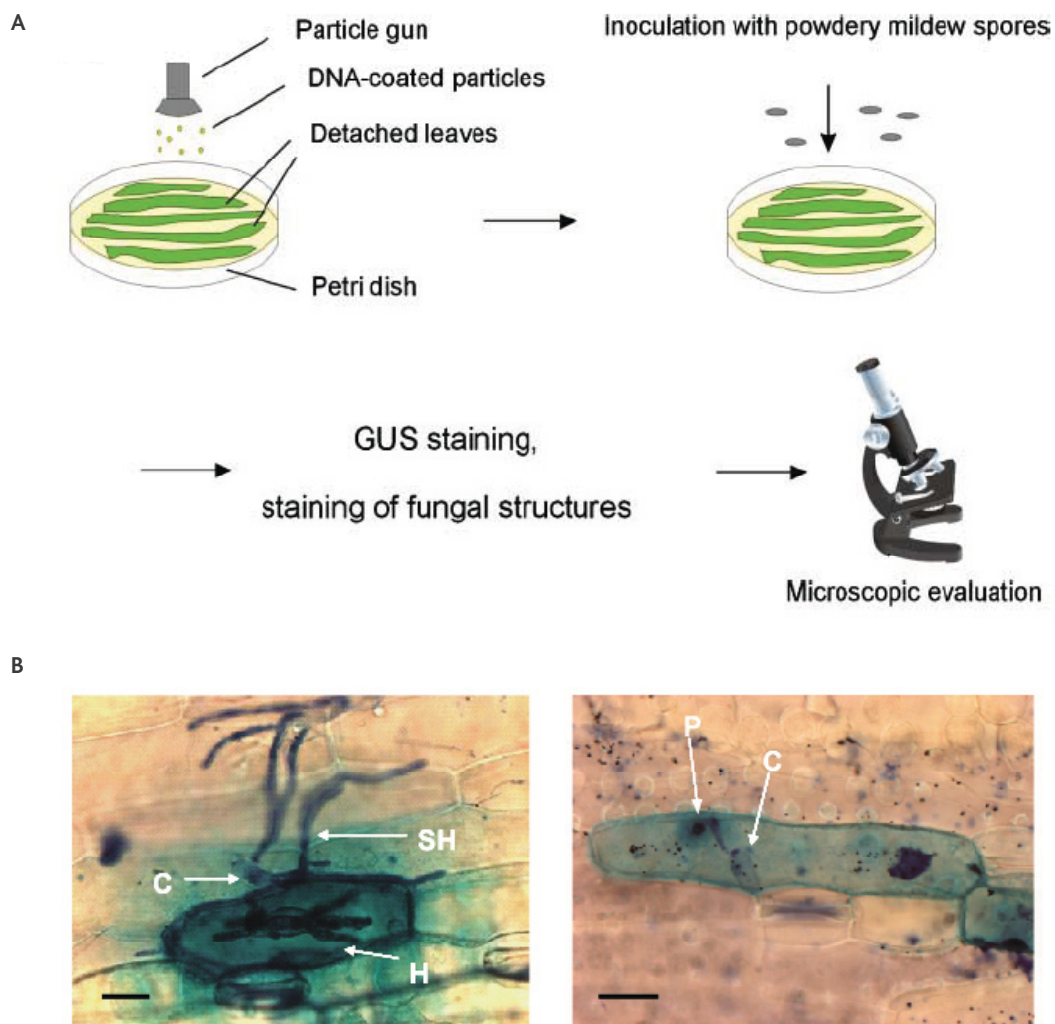 A
Particle gun
DNA-coated particles
Detached leaves
Petri dish
Inoculation with powdery mildew spores
GUS staining,
staining of fungal structures
Microscopic evaluation
B
C
SH
H
P
C